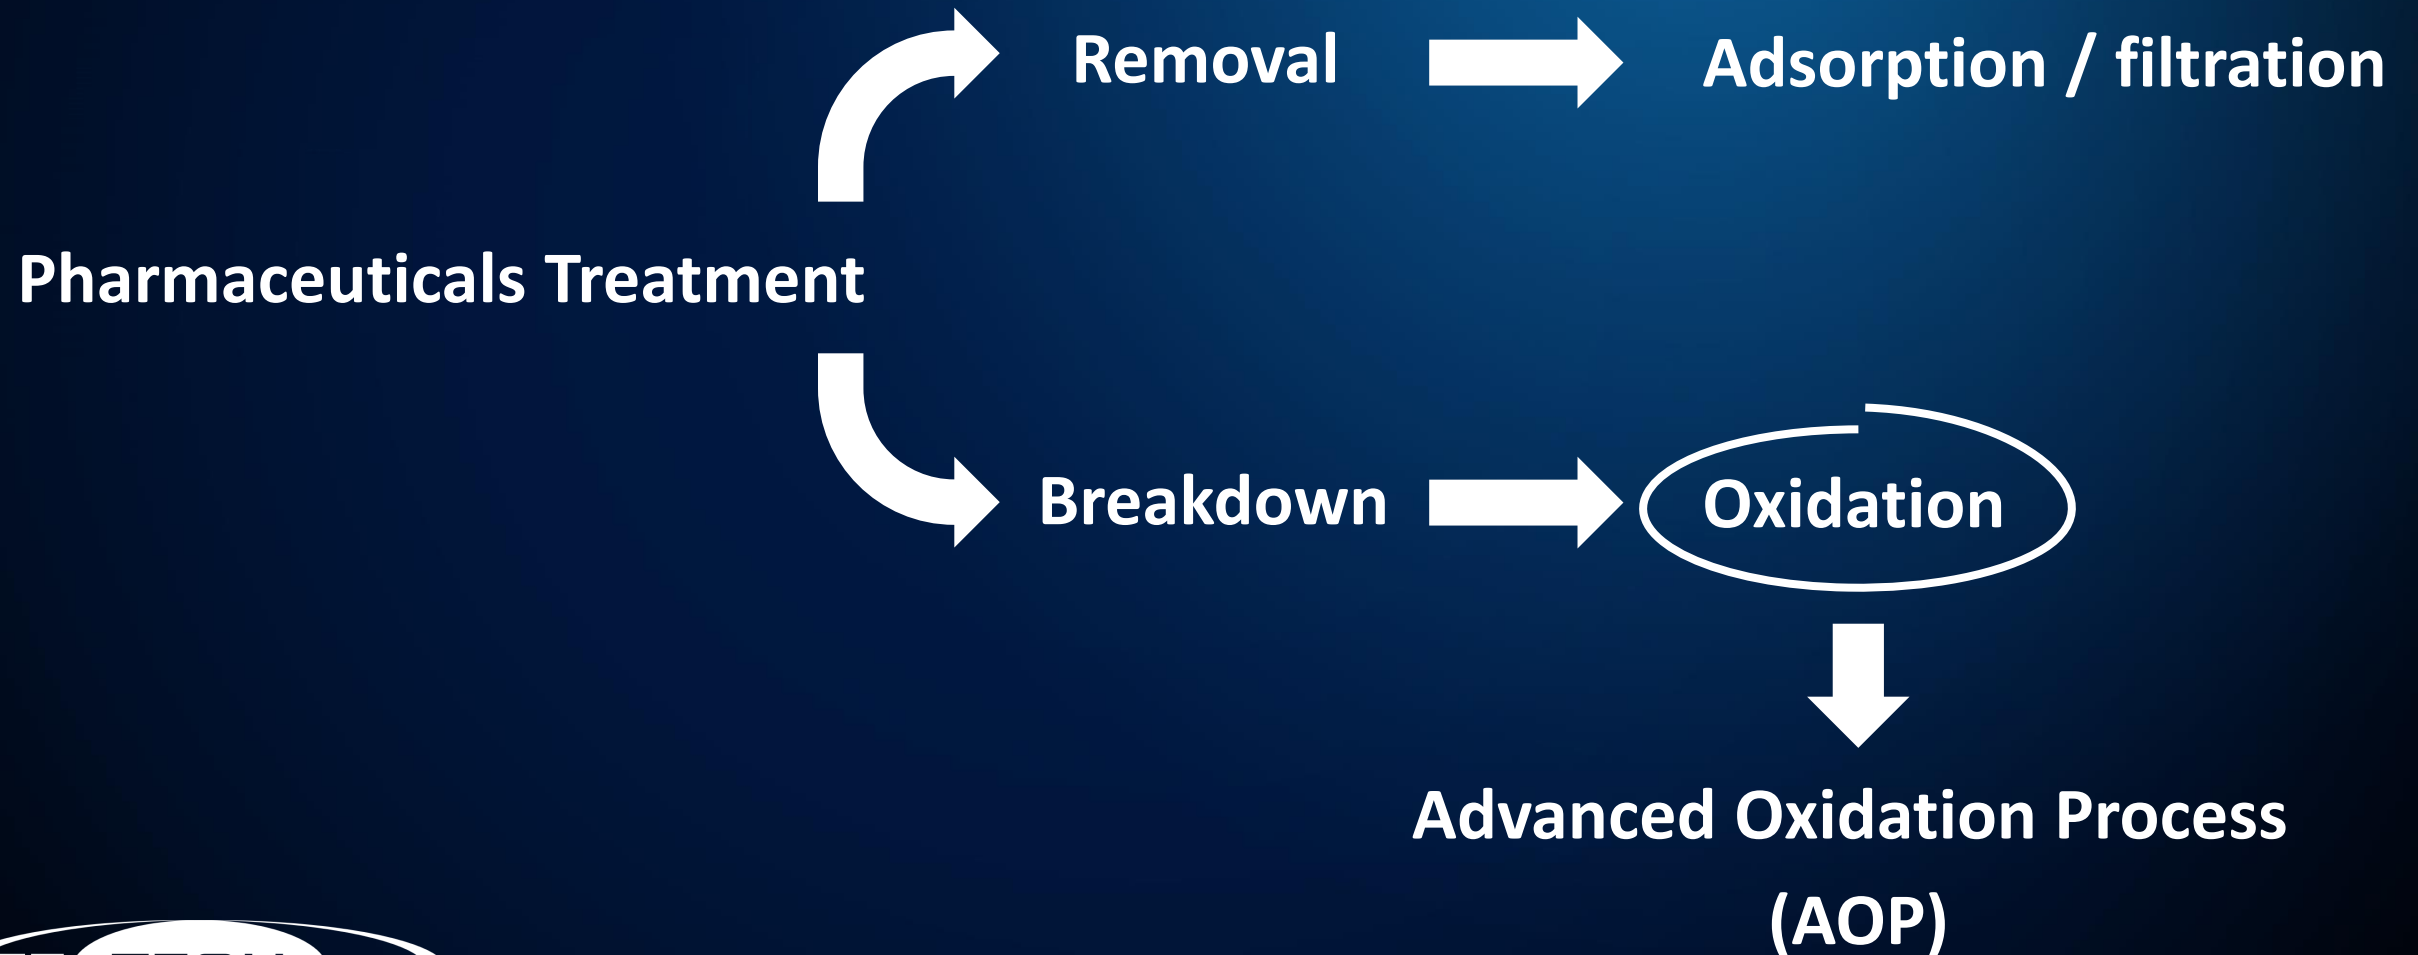 Removal
Adsorption / filtration
Pharmaceuticals Treatment
Breakdown
Oxidation
Advanced Oxidation Process
(AOP)